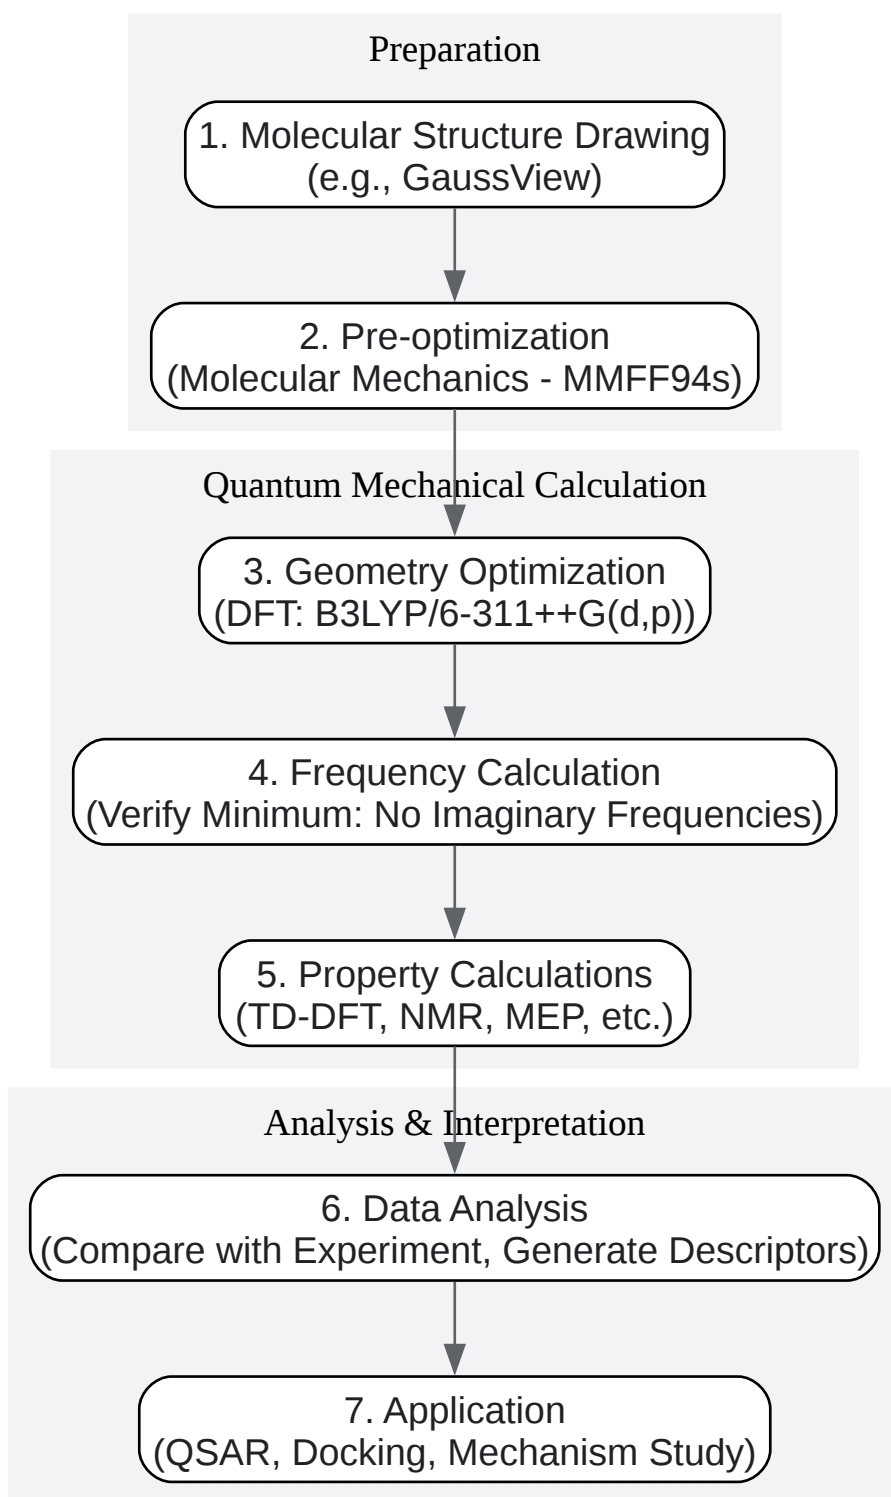 Preparation
1. Molecular Structure Drawing
(e.g., GaussView)
2. Pre-optimization
(Molecular Mechanics - MMFF94s)
Quantum Mechanical Calculation
3. Geometry Optimization
(DFT: B3LYP/6-311++G(d,p))
4. Frequency Calculation
(Verify Minimum: No Imaginary Frequencies)
5. Property Calculations
(TD-DFT, NMR, MEP, etc.)
Analysis & Interpretation
6. Data Analysis
(Compare with Experiment, Generate Descriptors)
7. Application
(QSAR, Docking, Mechanism Study)